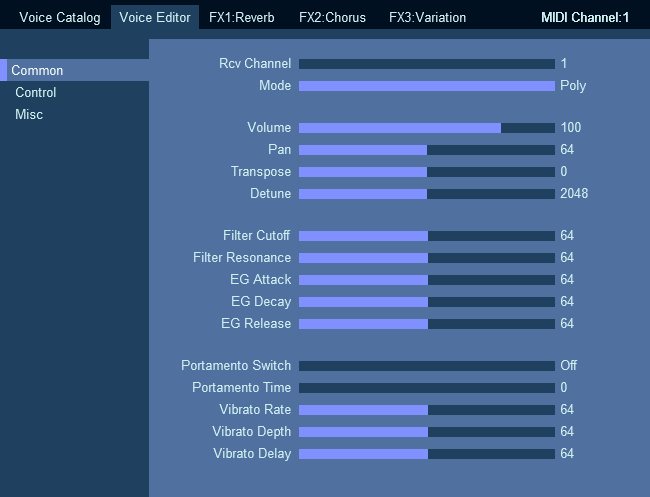 Voice Catalog Voice Editor FX1:Reverb FX2:Chorus FX3:Variation MIDI Channel:1
Common
Control
Misc
Rcv Channel 1
Mode Poly
Volume 100
Pan 64
Transpose 0
Detune 2048
Filter Cutoff 64
Filter Resonance 64
EG Attack 64
EG Decay 64
EG Release 64
Portamento Switch Off
Portamento Time 0
Vibrato Rate 64
Vibrato Depth 64
Vibrato Delay 64